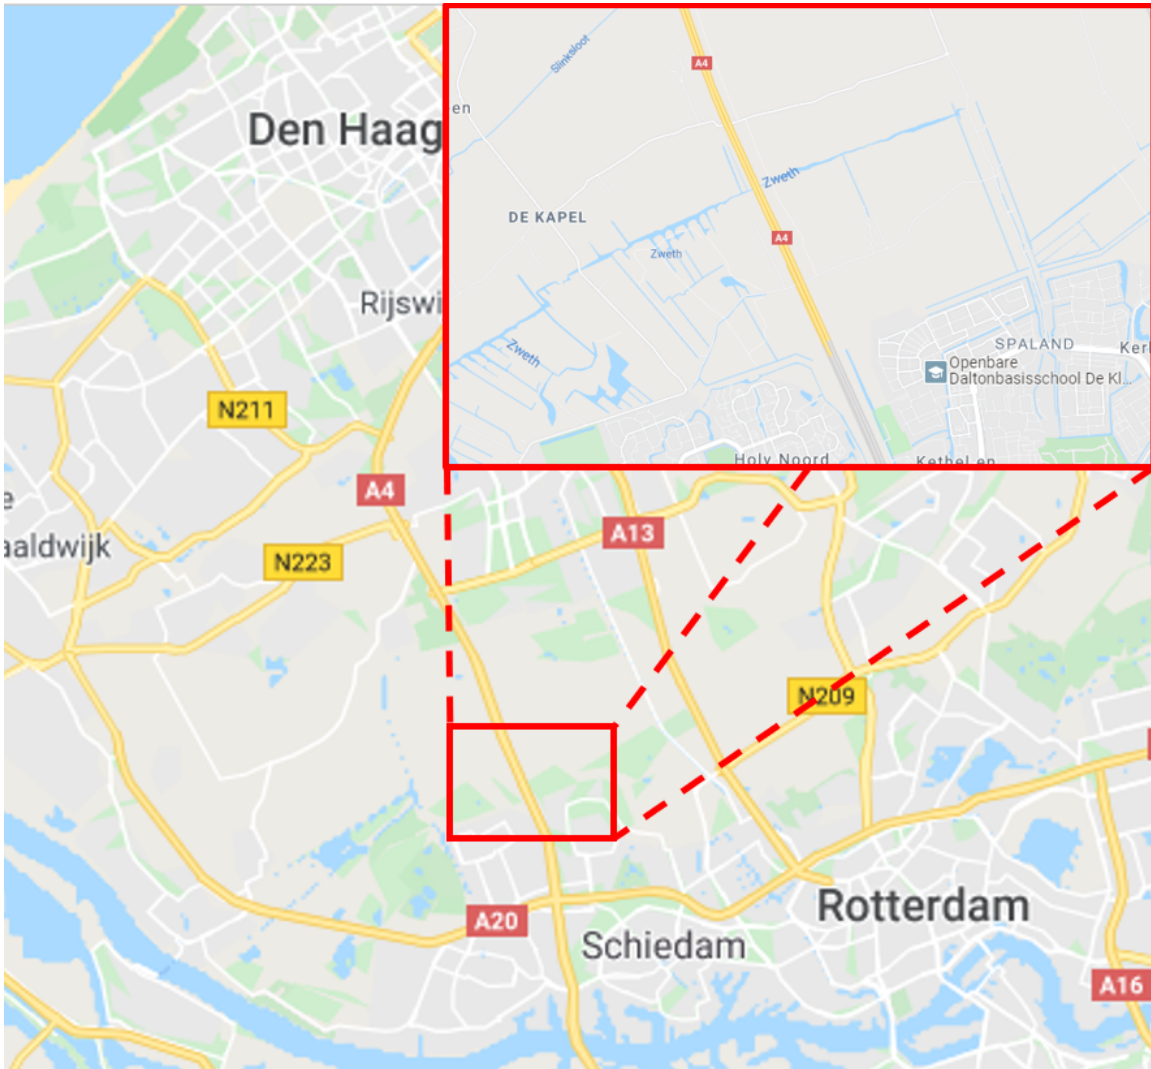 A4
Slinksloot
en
Den Haag
Zweth
DE KAPEL
A4
Zweth
Rijswi
SPALAND
Kerl
Zweth
Openbare
Daltonbasisschool De Kl...
N211
Holy Noord
Kethel en
A4
e
A13
aaldwijk
N223
N209
Rotterdam
A20
Schiedam
A16